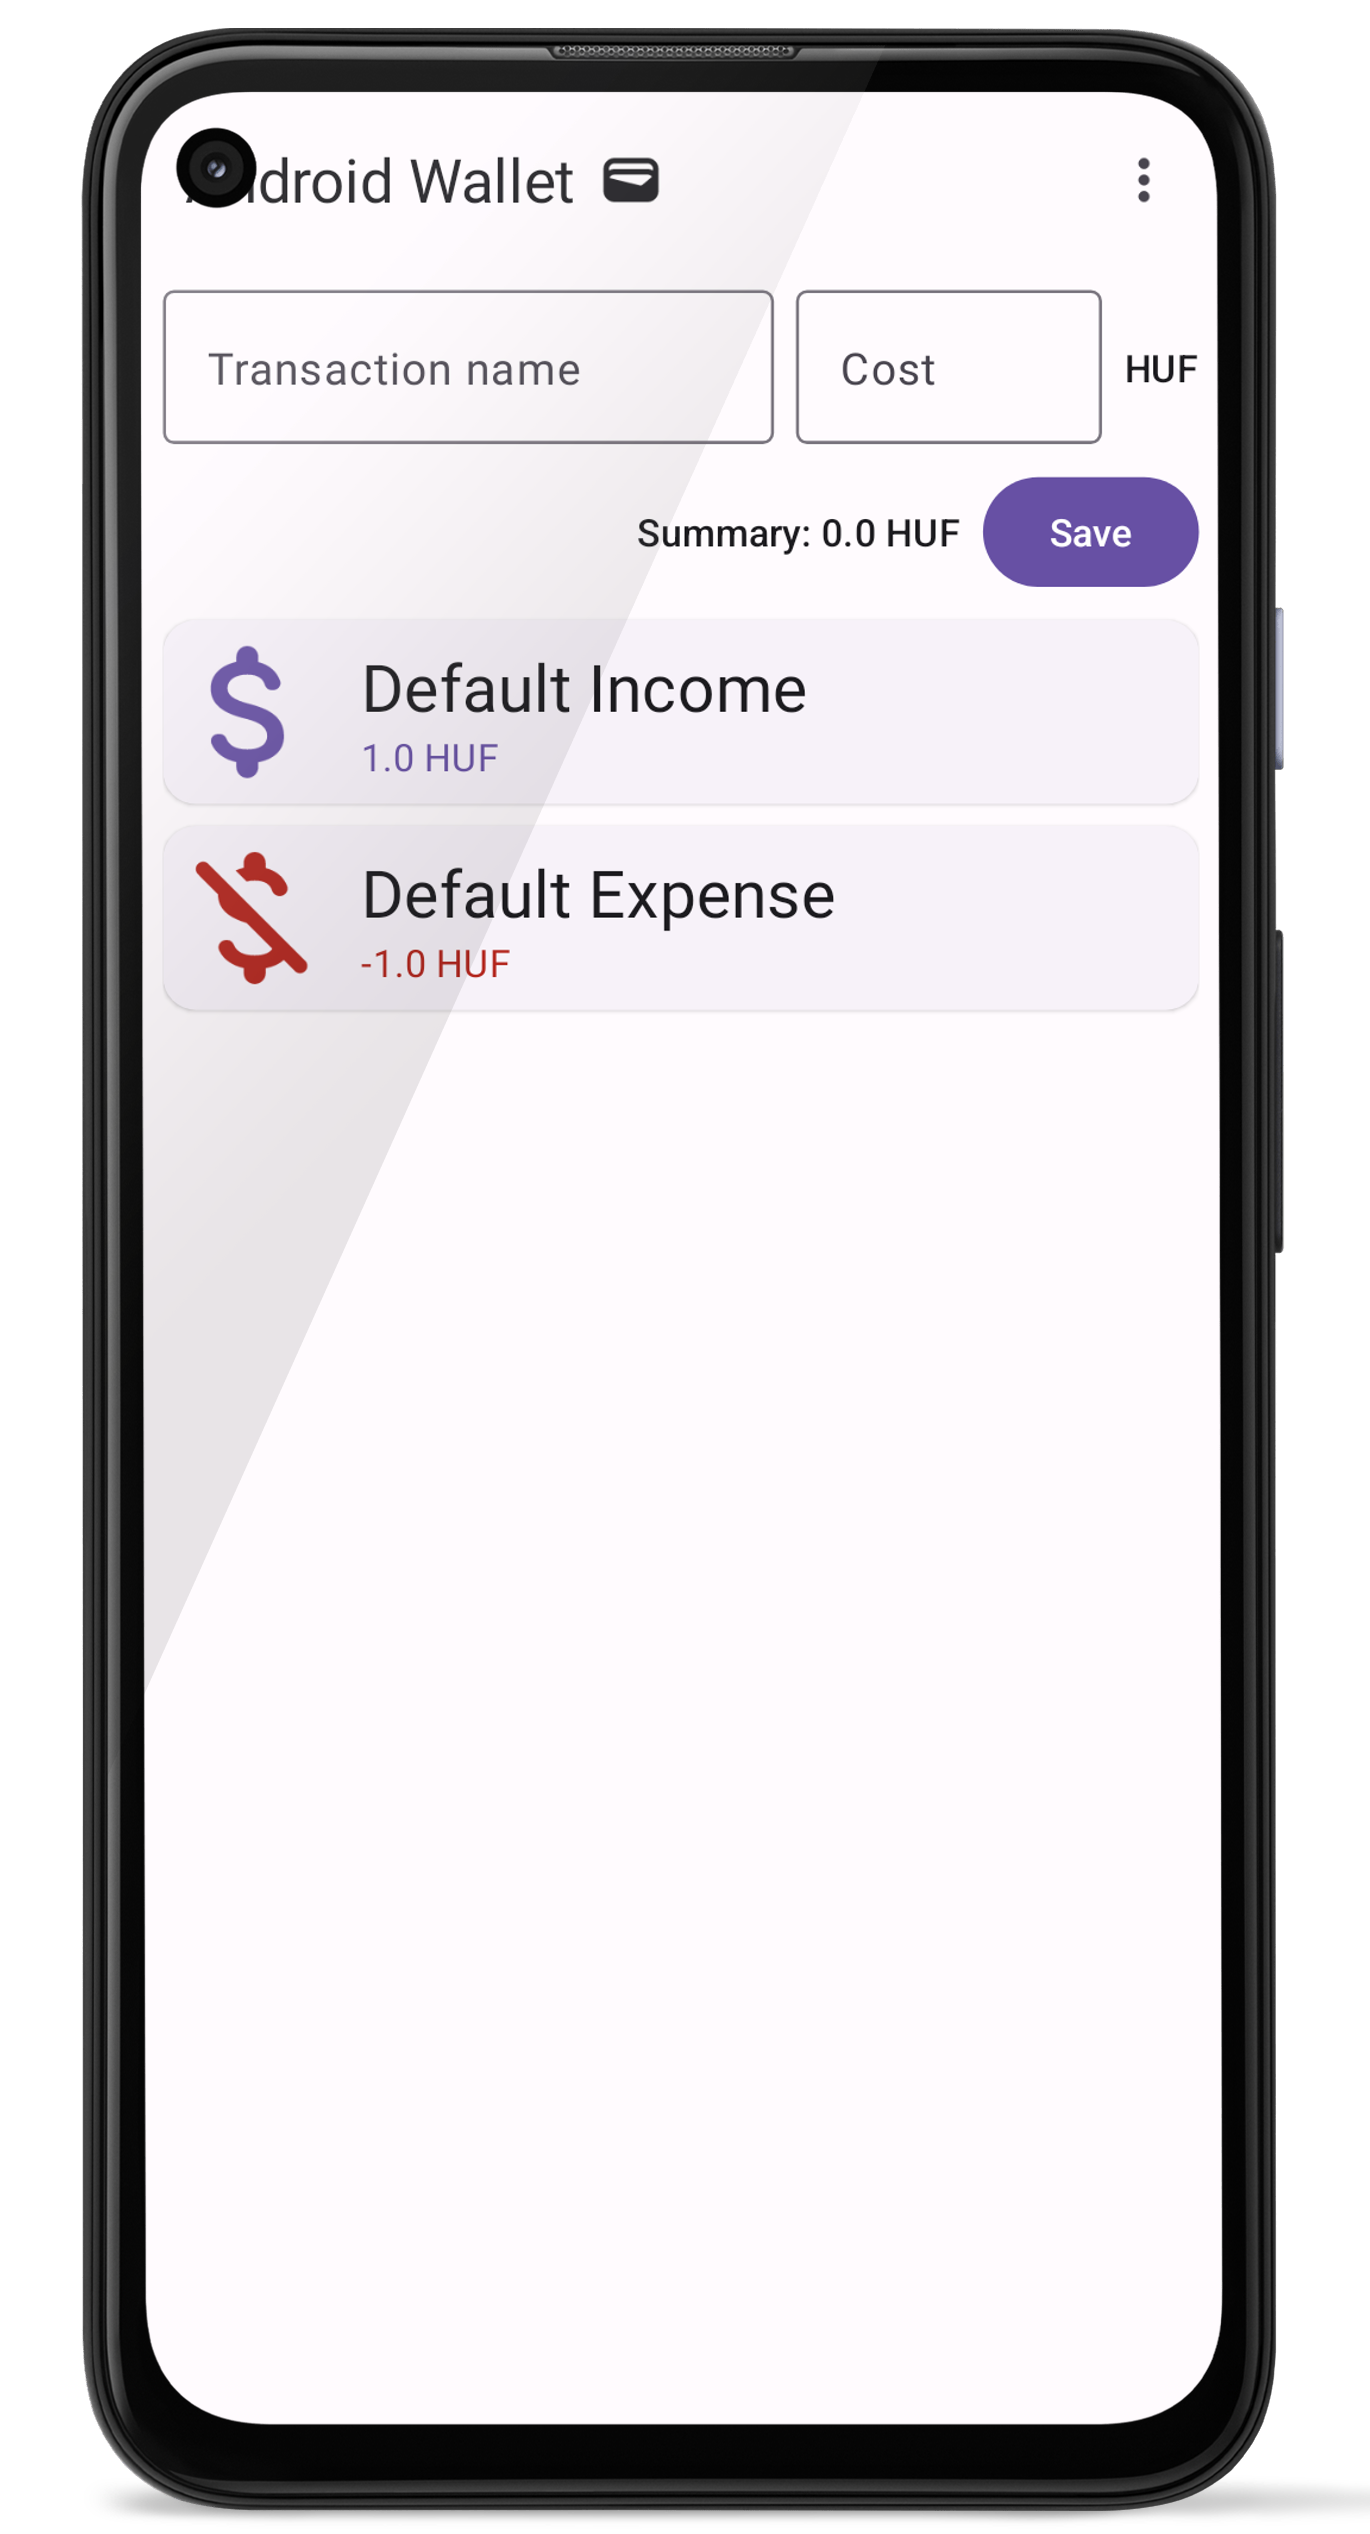 droid Wallet
Transaction name
Cost
HUF
Summary: 0.0 HUF
Save
Default Income
1.0 HUF
Default Expense
-1.0 HUF